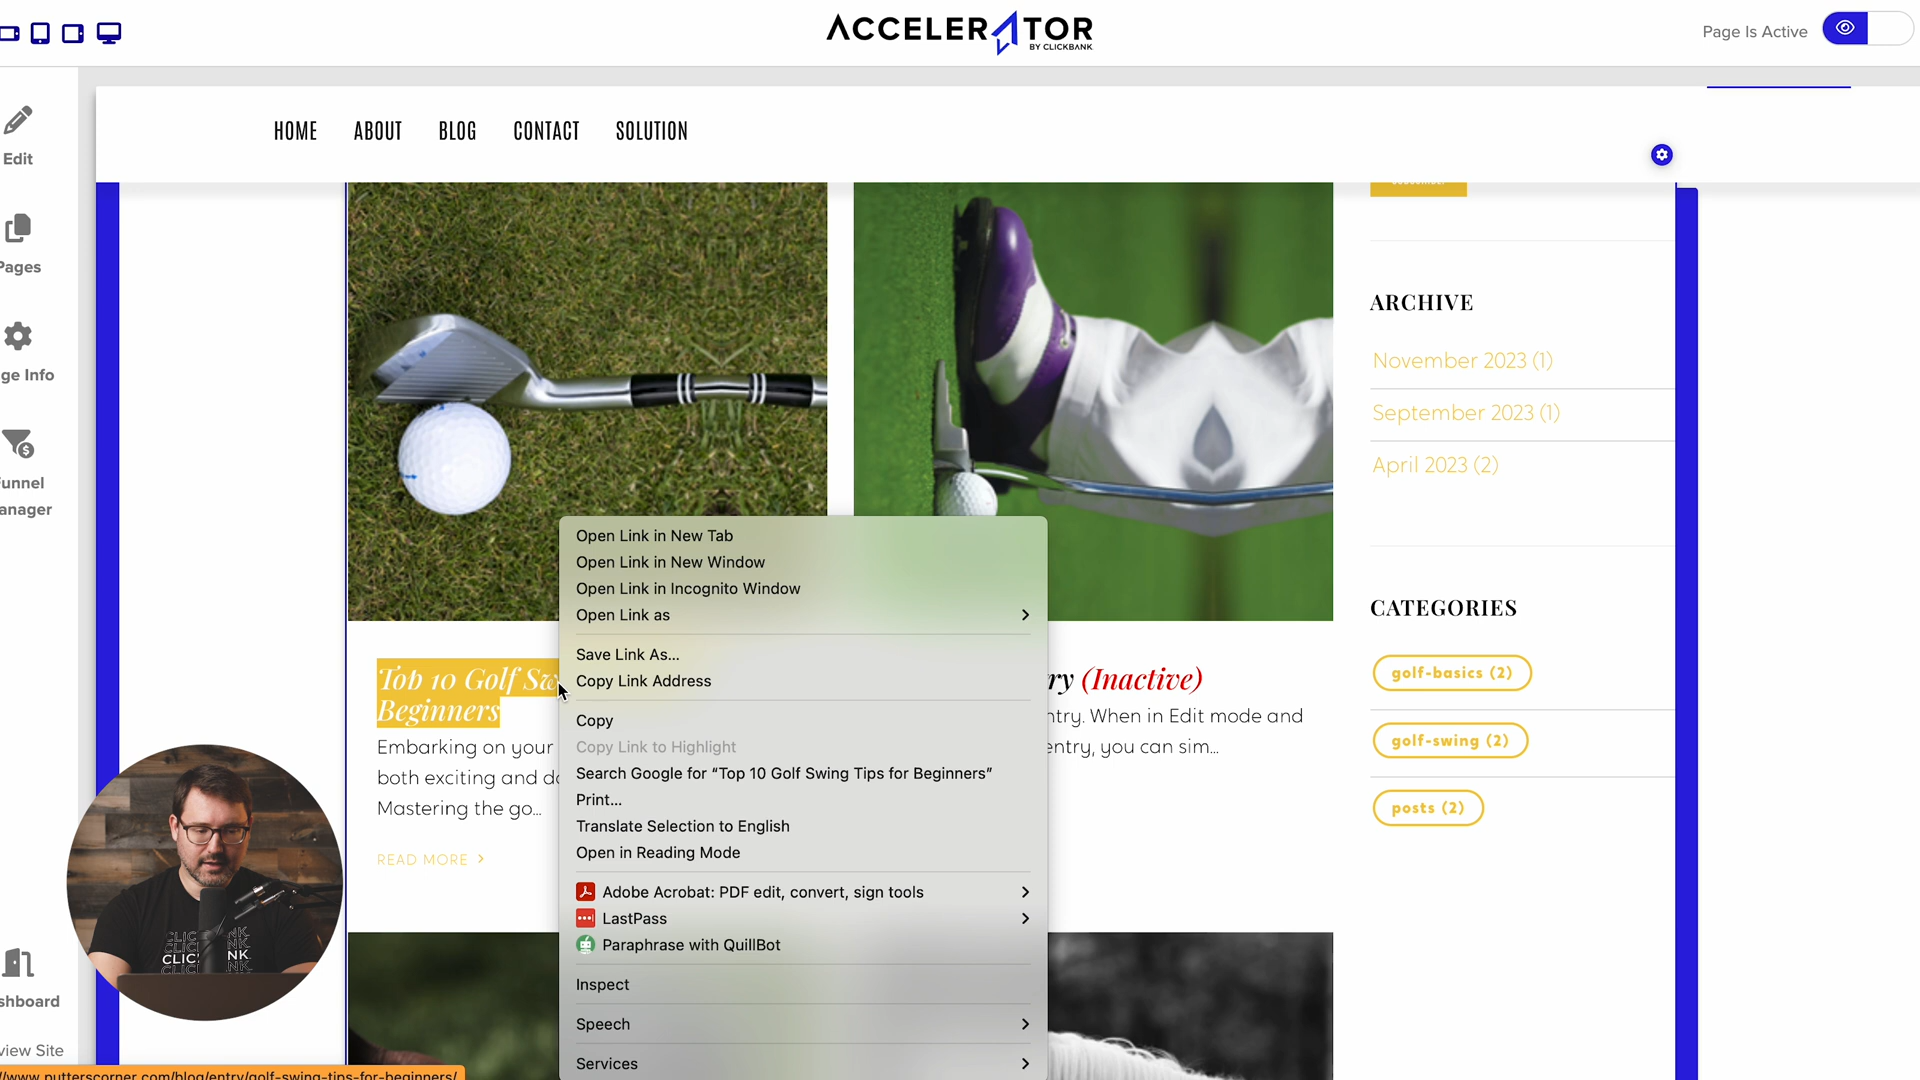 ACCELERATOR
BY CLICKBANK
Page Is Active
HOME ABOUT BLOG CONTACT SOLUTION
Edit
Pages
ge Info
unnel
anager
shboard
view Site
ARCHIVE
November 2023 (1)
September 2023 (1)
April 2023 (2)
CATEGORIES
golf-basics (2)
golf-swing (2)
posts (2)
Top 10 Golf Sw
Beginners
Embarking on your
both exciting and do
Mastering the go...
READ MORE
ry (Inactive)
ntry. When in Edit mode and
entry, you can sim...
Open Link in New Tab
Open Link in New Window
Open Link in Incognito Window
Open Link as
Save Link As...
Copy Link Address
Copy
Copy Link to Highlight
Search Google for “Top 10 Golf Swing Tips for Beginners”
Print...
Translate Selection to English
Open in Reading Mode
Adobe Acrobat: PDF edit, convert, sign tools
LastPass
Paraphrase with QuillBot
Inspect
Speech
Services
CLIC NK
CLIC NK.
CLIC NK
//www.putterscorner.com/blog/entry/golf-swing-tips-for-beginners/